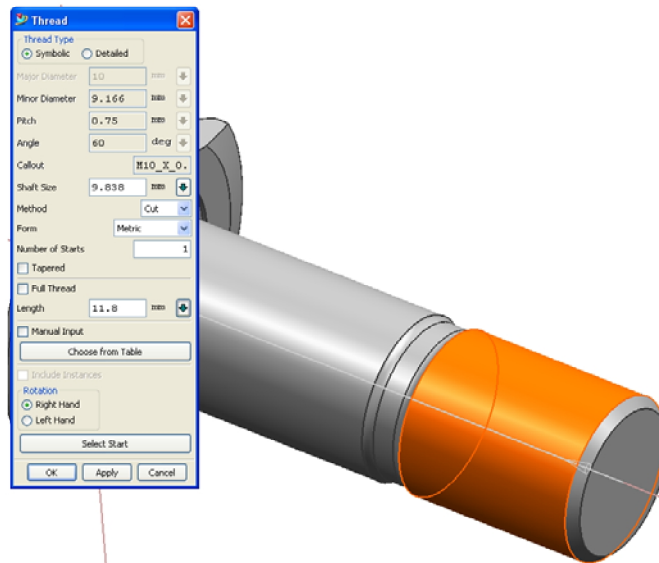 Thread
Thread Type
Symbolic Detailed
Major Diameter 10 mm
Minor Diameter 9.166 mm
Pitch 0.75 mm
Angle 60 deg
Callout M10_X_0.
Shaft Size 9.838 mm
Method Cut
Form Metric
Number of Starts 1
Tapered
Full Thread
Length 11.8 mm
Manual Input
Choose from Table
Include Instances
Rotation
Right Hand
Left Hand
Select Start
OK Apply Cancel